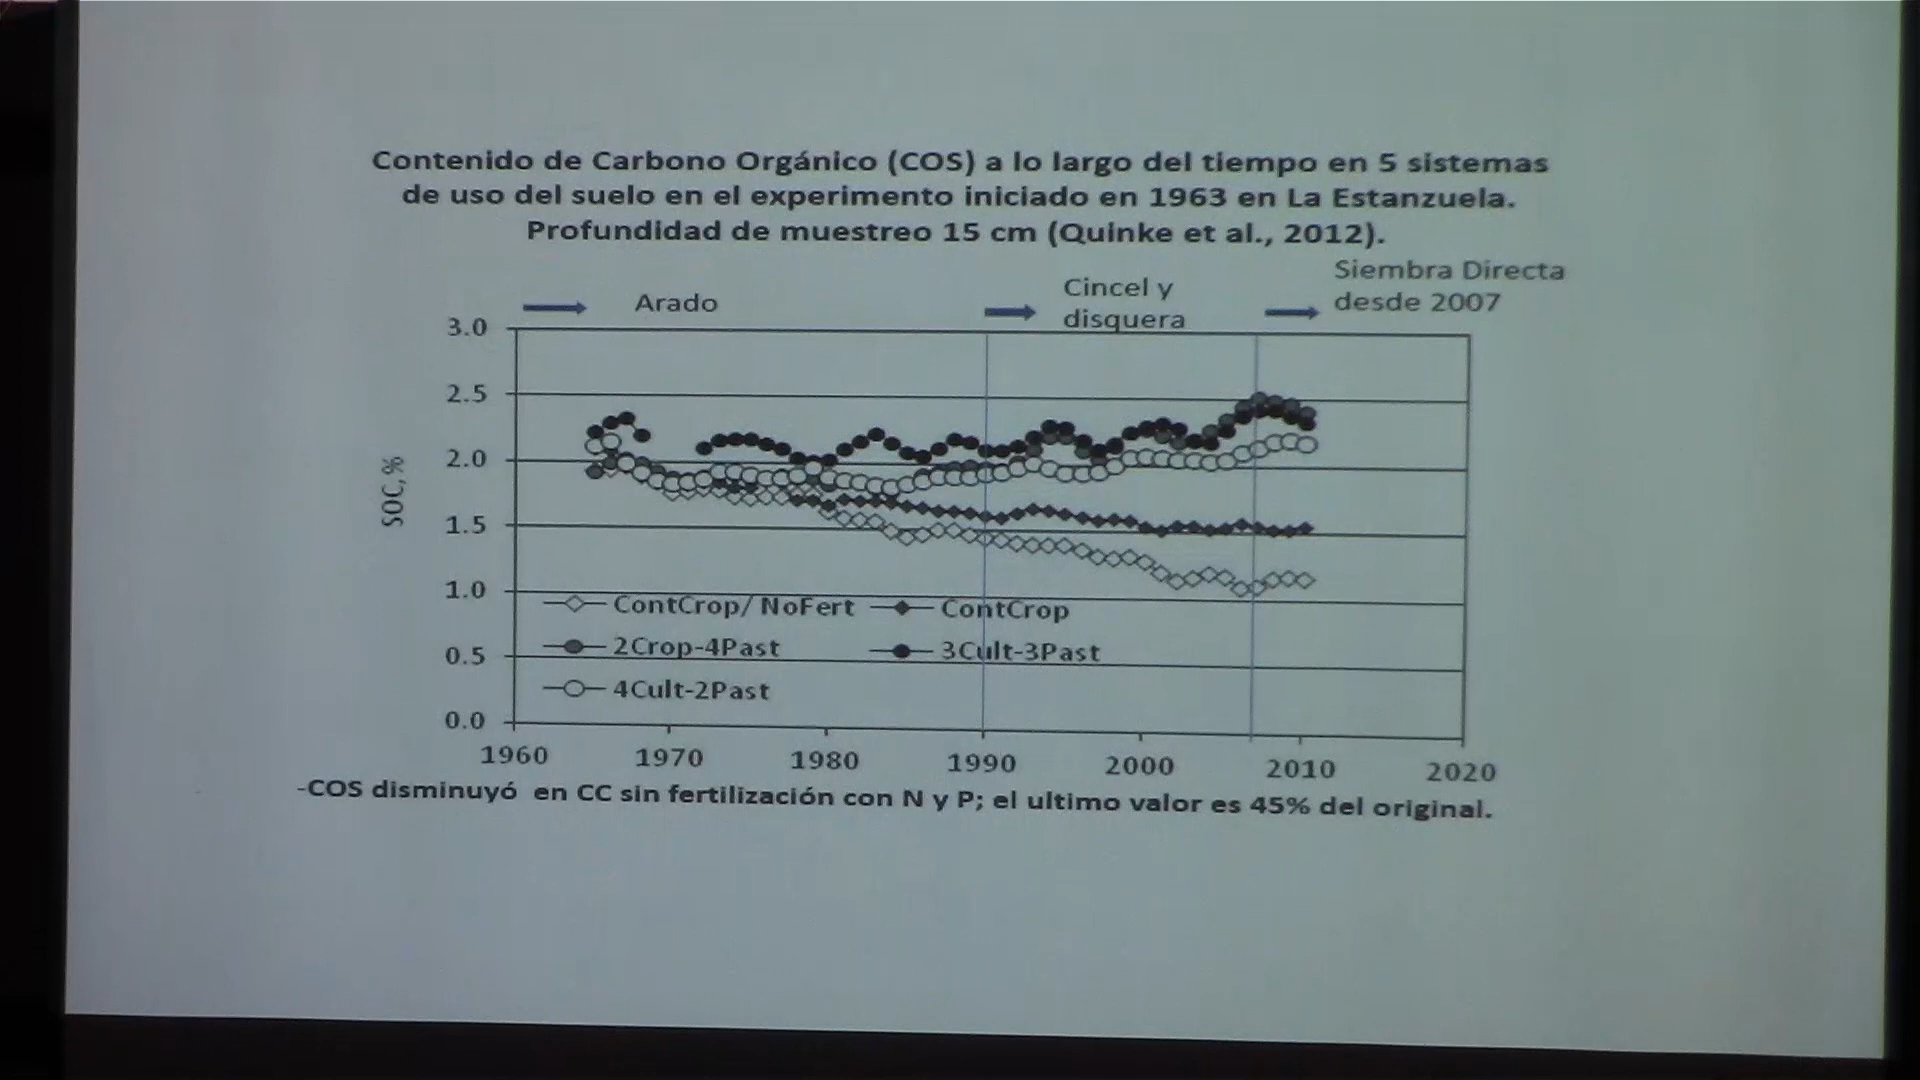 Contenido de Carbono Orgánico (COS) a lo largo del tiempo en 5 sistemas
de uso del suelo en el experimento iniciado en 1963 en La Estanzuela.
Profundidad de muestreo 15 cm (Quinke et al., 2012).
Arado
Cincel y
disquera
Siembra Directa
desde 2007
3.0
2.5
2.0
1.5
1.0
0.5
0.0
SOC, %
ContCrop/ NoFert
ContCrop
2Crop-4Past
3Cult-3Past
4Cult-2Past
1960 1970 1980 1990 2000 2010 2020
-COS disminuyó en CC sin fertilización con N y P; el ultimo valor es 45% del original.